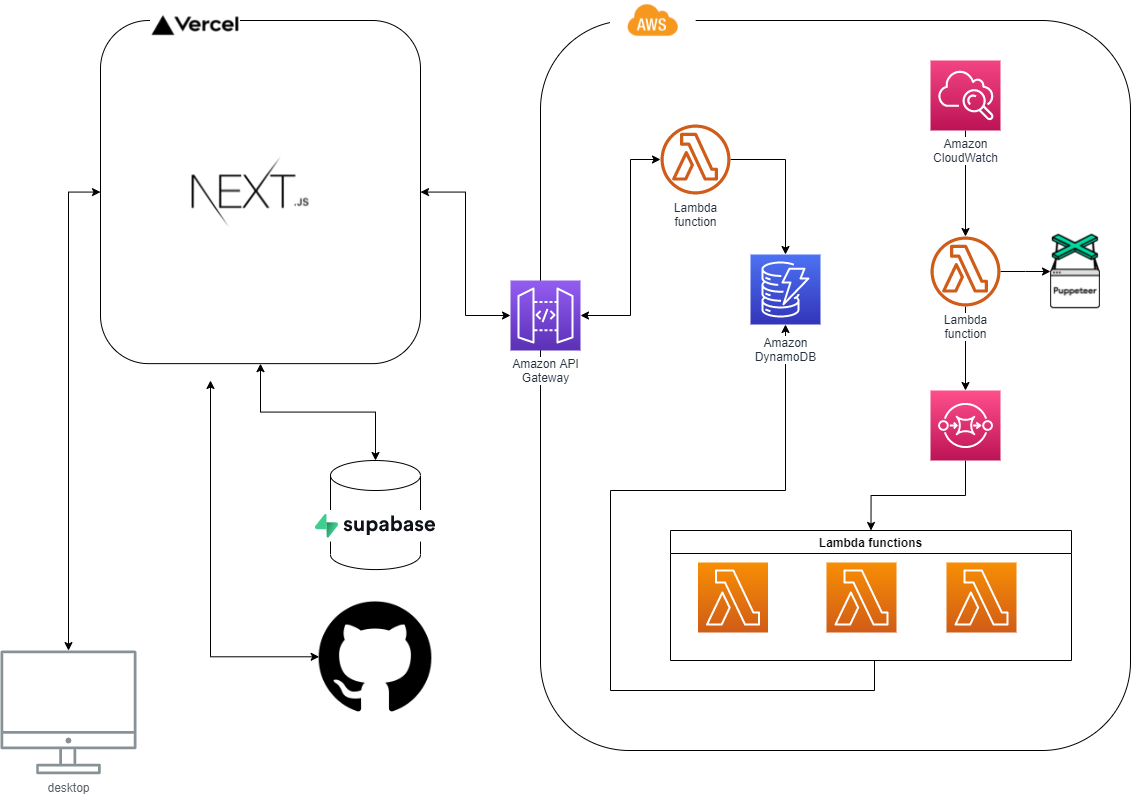 Vercel
AWS
NEXT
.JS
Amazon
CloudWatch
Lambda
function
Lambda
function
Puppeteer
Amazon API
Gateway
</>
Amazon
DynamoDB
supabase
Lambda functions
desktop